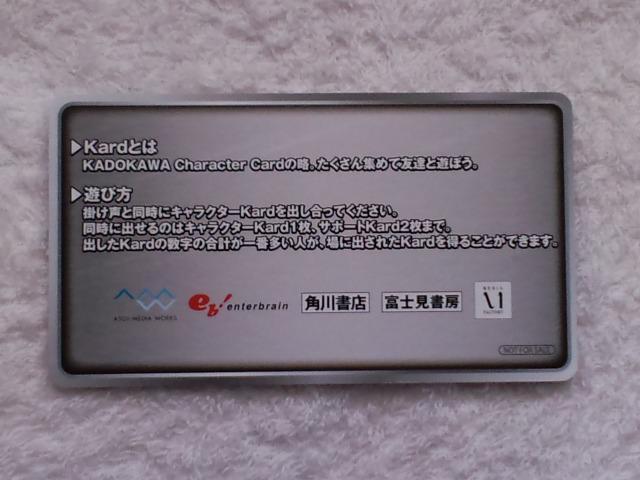 ▶Kardとは
KADOKAWA Character Cardの略、たくさん集めて友達と遊ぼう。
▶遊び方
掛け声と同時にキャラクターKardを出し合ってください。
同時に出せるのはキャラクターKard1枚、サポートKard2枚まで。
出したKardの数字の合計が一番多い人が、場に出されたKardを得ることができます。
ASCII MEDIA WORKS
eb! enterbrain
角川書店
富士見書房
MEDIA FACTORY
NOT FOR SALE